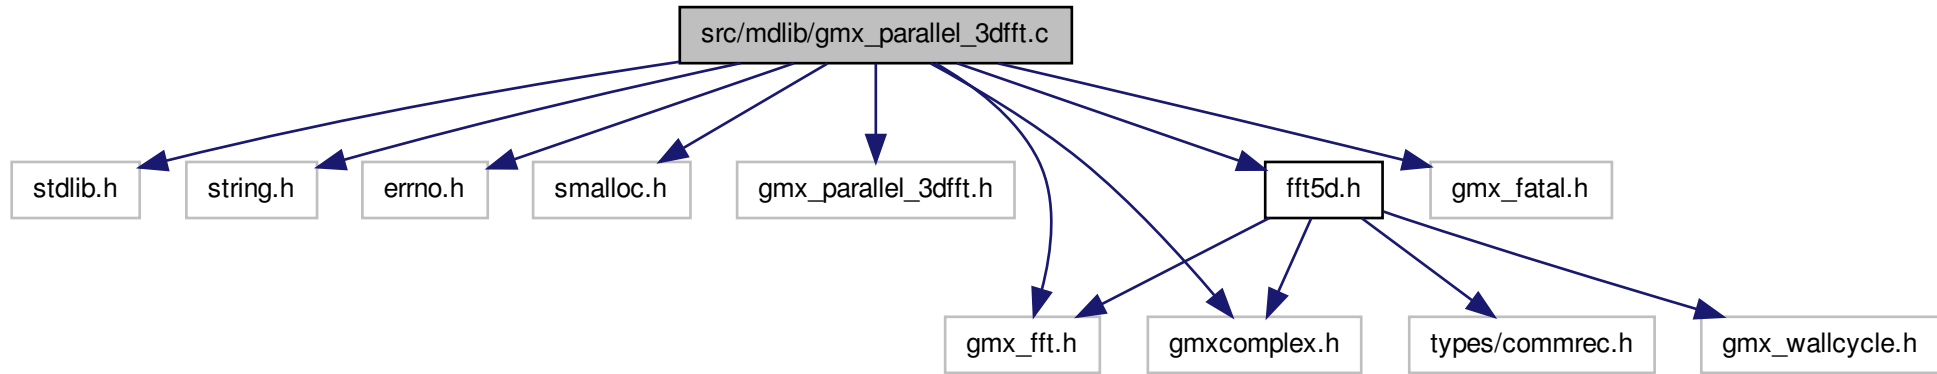 src/mdlib/gmx_parallel_3dfft.c
stdlib.h
string.h
errno.h
smalloc.h
gmx_parallel_3dfft.h
fft5d.h
gmx_fatal.h
gmx_fft.h
gmxcomplex.h
types/commrec.h
gmx_wallcycle.h